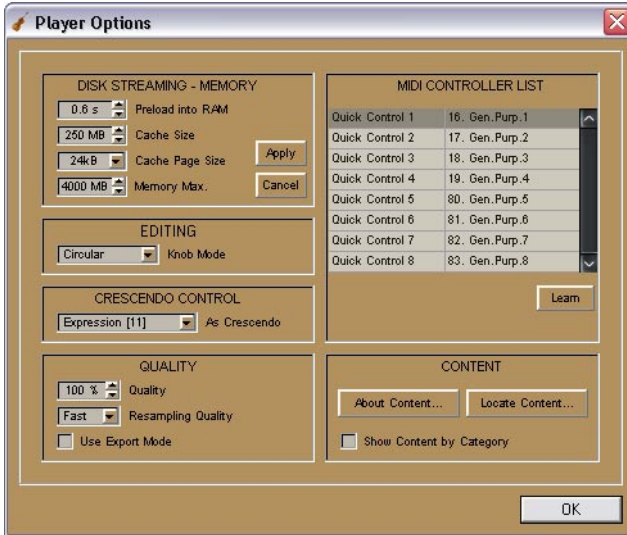 Player Options
DISK STREAMING - MEMORY
0.6 s Preload into RAM
250 MB Cache Size
24kB Cache Page Size
Apply
4000 MB Memory Max.
Cancel
EDITING
Circular Knob Mode
CRESCENDO CONTROL
Expression [11] As Crescendo
QUALITY
100 % Quality
Fast Resampling Quality
Use Export Mode
MIDI CONTROLLER LIST
Quick Control 1 16. Gen.Purp.1
Quick Control 2 17. Gen.Purp.2
Quick Control 3 18. Gen.Purp.3
Quick Control 4 19. Gen.Purp.4
Quick Control 5 80. Gen.Purp.5
Quick Control 6 81. Gen.Purp.6
Quick Control 7 82. Gen.Purp.7
Quick Control 8 83. Gen.Purp.8
Learn
CONTENT
About Content... Locate Content...
Show Content by Category
OK